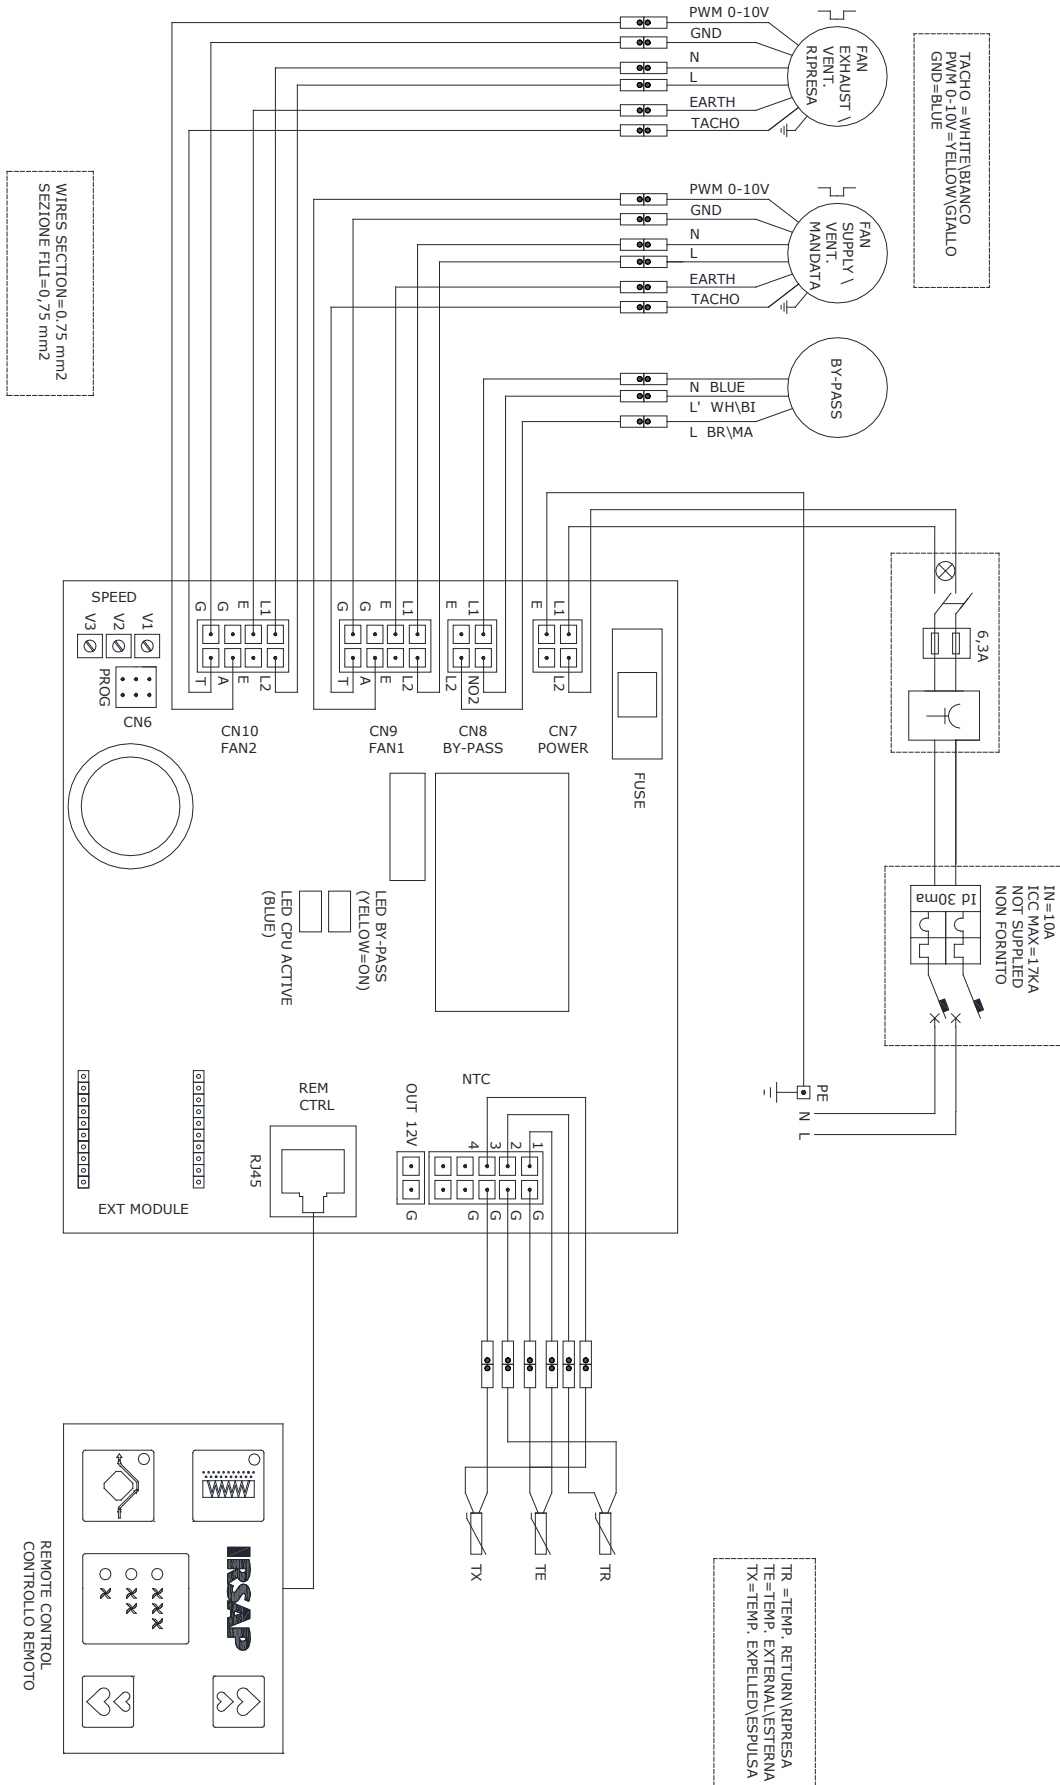 PWM 0-10V
GND
N
L
EARTH
TACHO
FAN
EXHAUST \
VENT.
RIPRESA
TACHO =WHITE\BIANCO
PWM 0-10V=YELLOW\GIALLO
GND=BLUE
PWM 0-10V
GND
N
L
EARTH
TACHO
FAN
SUPPLY \
VENT.
MANDATA
WIRES SECTION=0.75 mm2
SEZIONE FILI=0,75 mm2
BY-PASS
N BLUE
L' WH\BI
L BR\MA
6,3A
SPEED
V3
V2
V1
PROG
CN6
G
G
E
L1
T
A
E
L2
CN10
FAN2
G
G
E
L1
T
A
E
L2
CN9
FAN1
E
L1
L2
NO2
CN8
BY-PASS
E
L1
L2
CN7
POWER
FUSE
LED BY-PASS
(YELLOW=ON)
LED CPU ACTIVE
(BLUE)
Id 30ma
IN=10A
ICC MAX=17KA
NOT SUPPLIED
NON FORNITO
PE
N
L
NTC
OUT 12V
4
3
2
1
G
G
G
G
G
REM
CTRL
RJ45
EXT MODULE
TX
TE
TR
TR =TEMP. RETURN\RIPRESA
TE=TEMP. EXTERNAL\ESTERNA
TX=TEMP. EXPELLED\ESPULSA
IRSAP
REMOTE CONTROL
CONTROLLO REMOTO